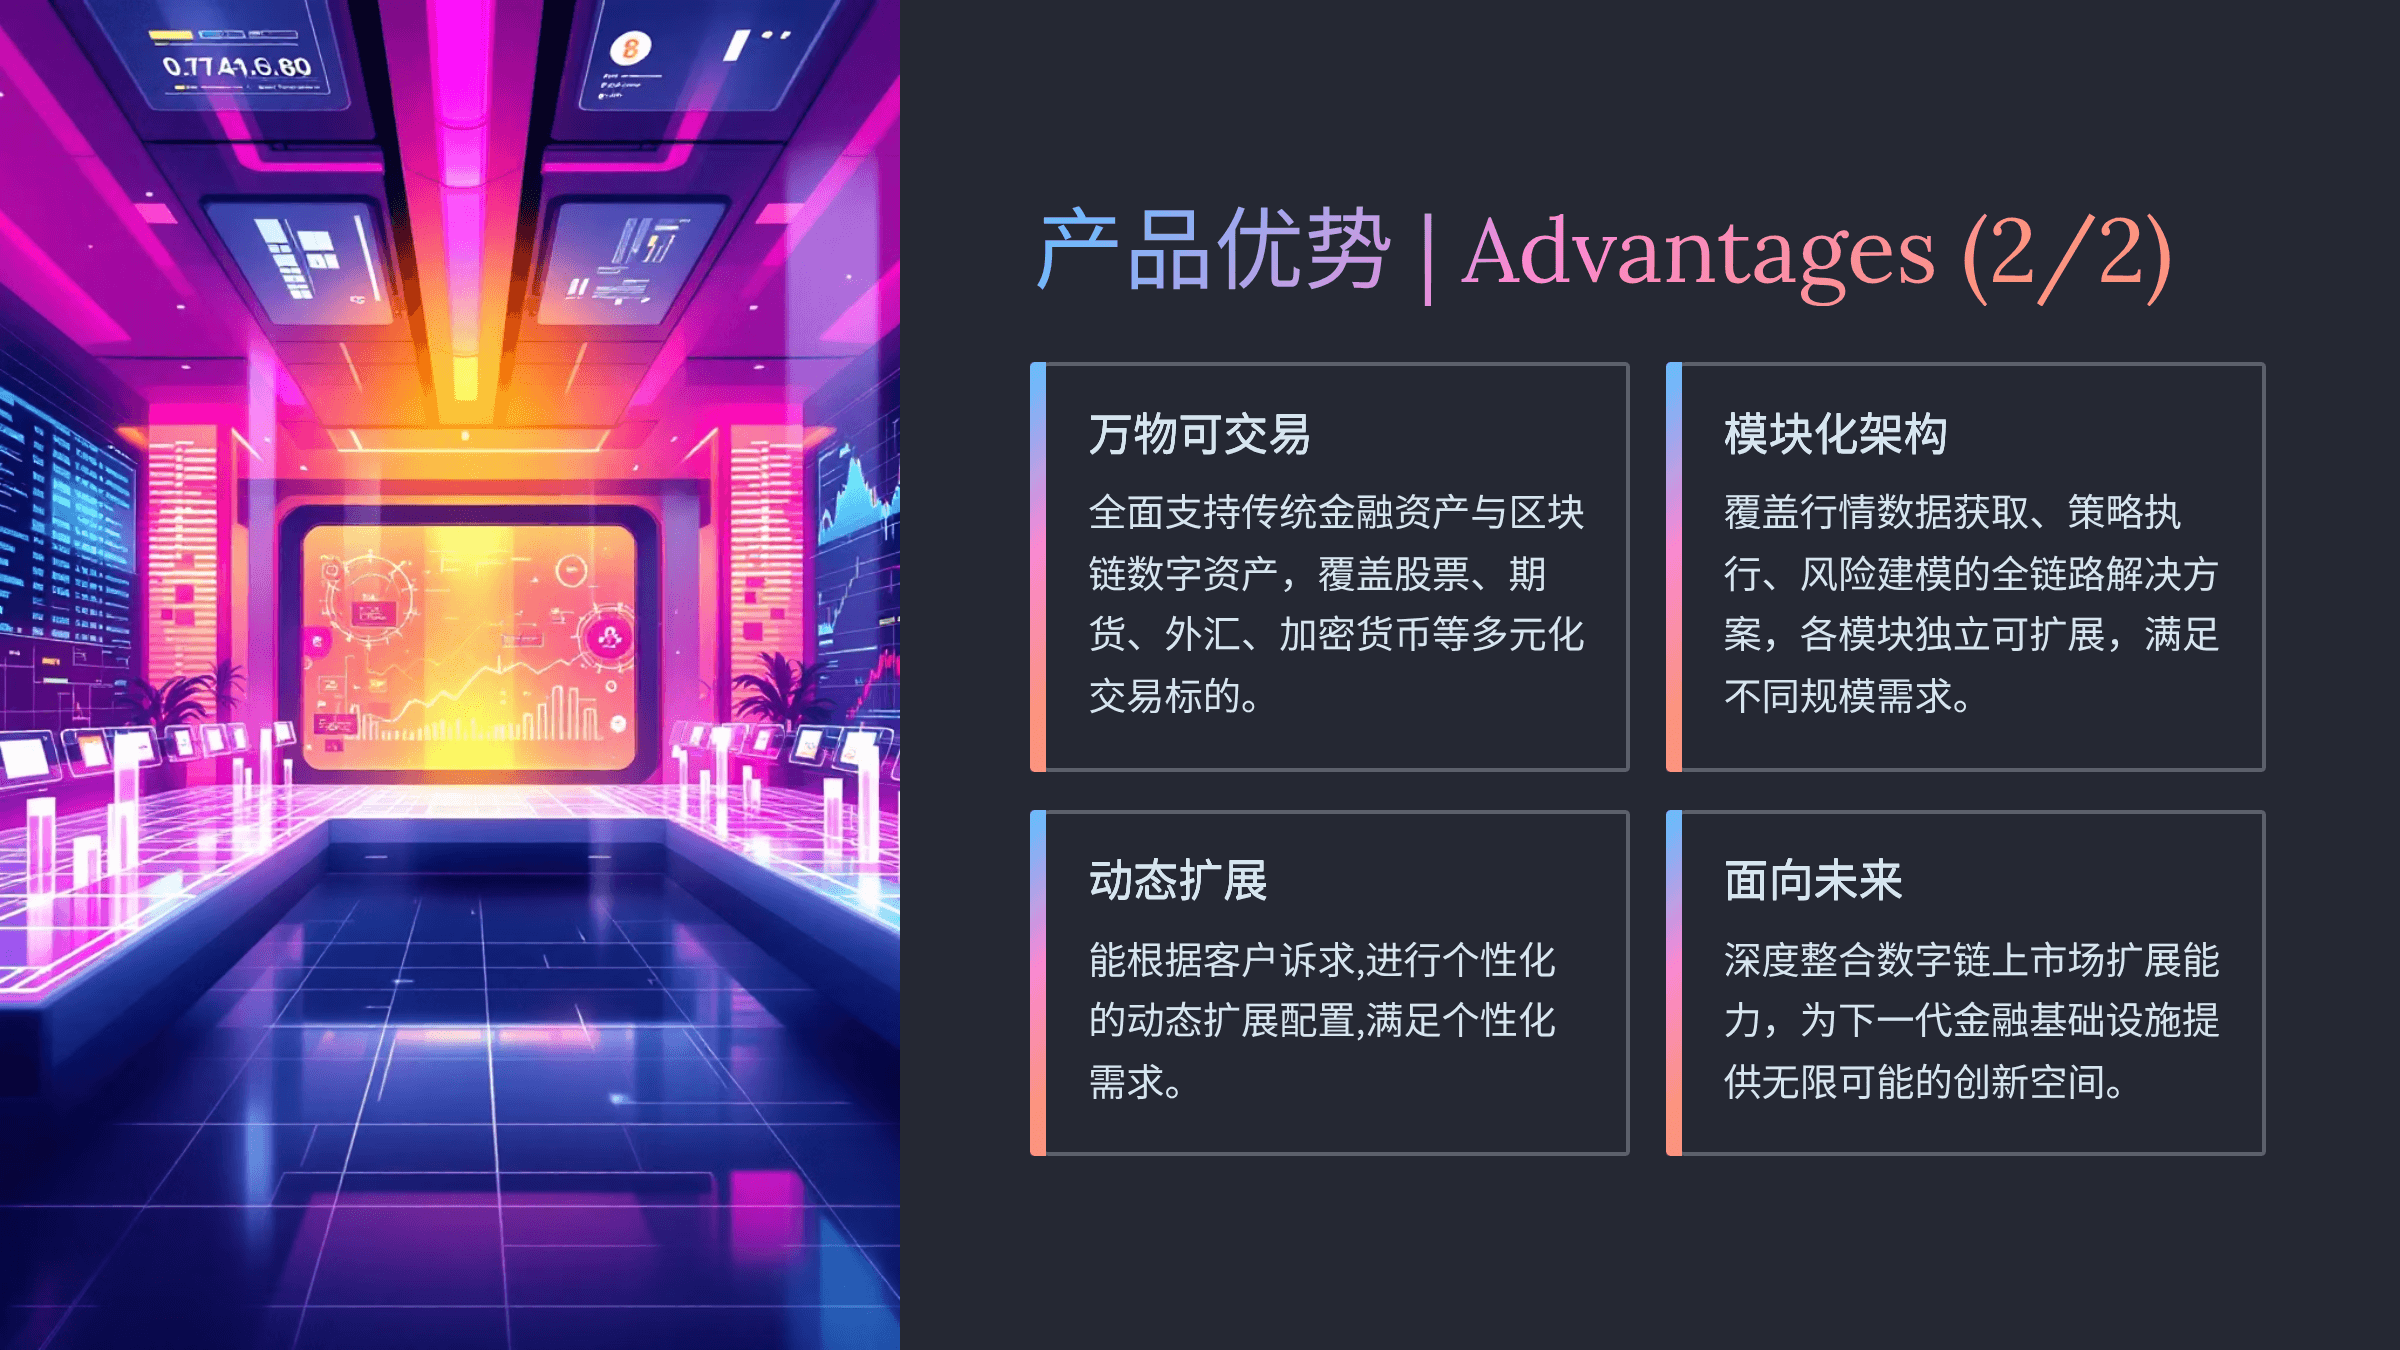 产品优势 | Advantages (2/2)
万物可交易
全面支持传统金融资产与区块
链数字资产，覆盖股票、期
货、外汇、加密货币等多元化
交易标的。
模块化架构
覆盖行情数据获取、策略执
行、风险建模的全链路解决方
案，各模块独立可扩展，满足
不同规模需求。
动态扩展
能根据客户诉求,进行个性化
的动态扩展配置,满足个性化
需求。
面向未来
深度整合数字链上市场扩展能
力，为下一代金融基础设施提
供无限可能的创新空间。